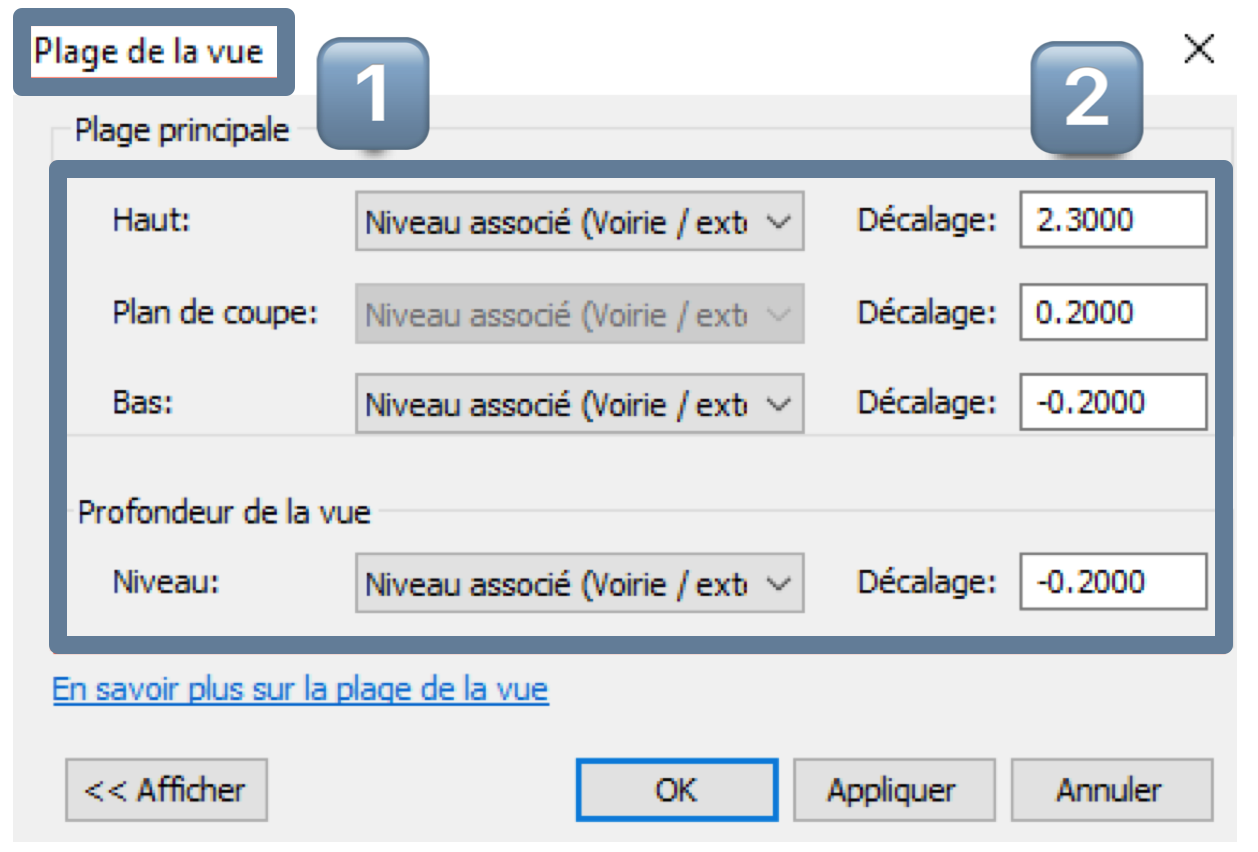 Plage de la vue
1
2
Plage principale
Haut: Niveau associé (Voirie / ext Décalage: 2.3000
Plan de coupe: Niveau associé (Voirie / ext Décalage: 0.2000
Bas: Niveau associé (Voirie / ext Décalage: -0.2000
Profondeur de la vue
Niveau: Niveau associé (Voirie / ext Décalage: -0.2000
En savoir plus sur la plage de la vue
<< Afficher OK Appliquer Annuler